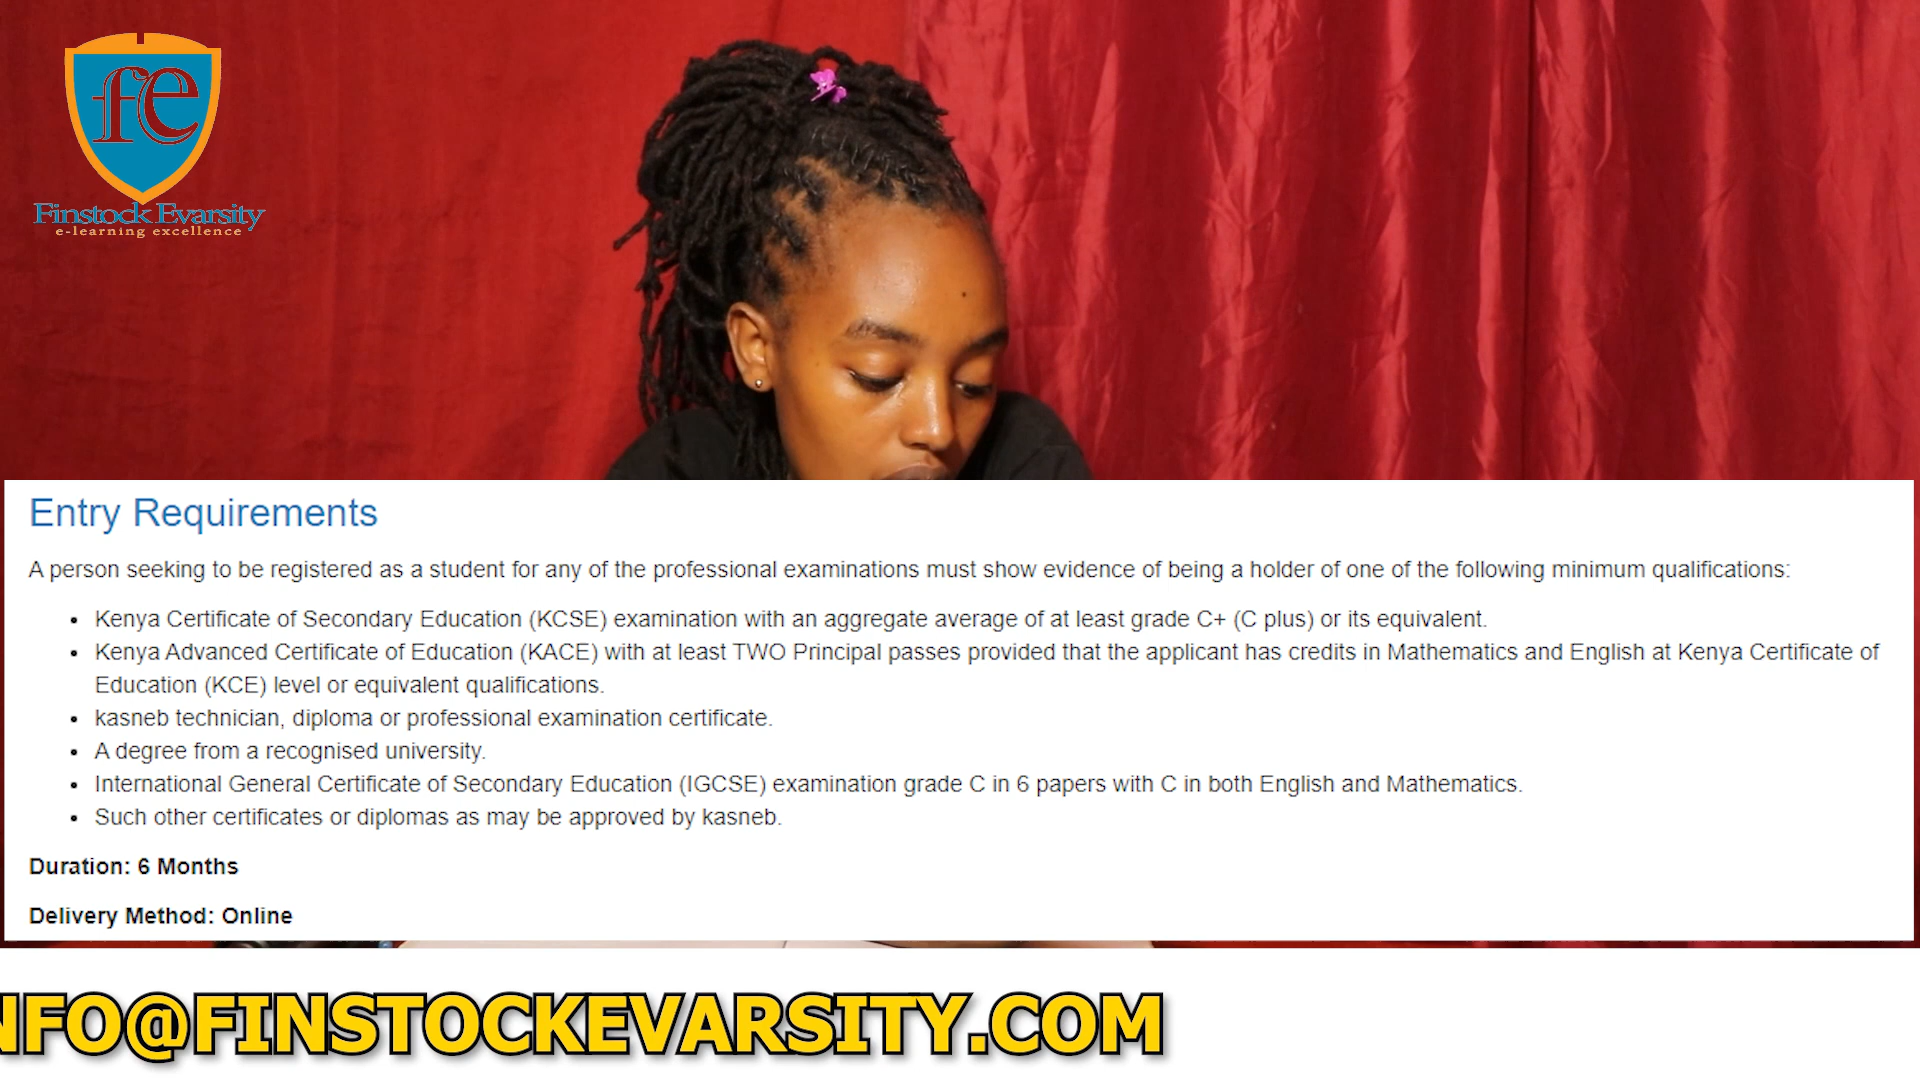 fe
Finstock Evarsity
e-learning excellence
Entry Requirements
A person seeking to be registered as a student for any of the professional examinations must show evidence of being a holder of one of the following minimum qualifications:
• Kenya Certificate of Secondary Education (KCSE) examination with an aggregate average of at least grade C+ (C plus) or its equivalent.
• Kenya Advanced Certificate of Education (KACE) with at least TWO Principal passes provided that the applicant has credits in Mathematics and English at Kenya Certificate of
Education (KCE) level or equivalent qualifications.
• kasneb technician, diploma or professional examination certificate.
• A degree from a recognised university.
• International General Certificate of Secondary Education (IGCSE) examination grade C in 6 papers with C in both English and Mathematics.
• Such other certificates or diplomas as may be approved by kasneb.
Duration: 6 Months
Delivery Method: Online
NFO@FINSTOCKEVARSITY.COM